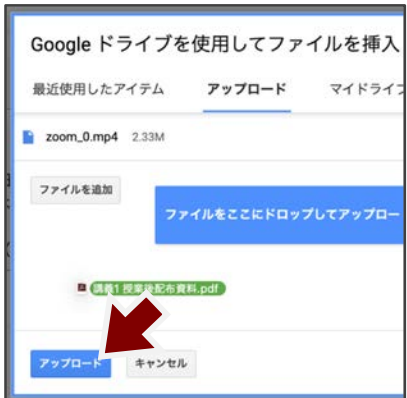 Google ドライブを使用してファイルを挿入
最近使用したアイテム アップロード マイドライブ
zoom_0.mp4 2.33M
ファイルを追加
ファイルをここにドロップしてアップロー
講義1 授業後配布資料.pdf
アップロード キャンセル